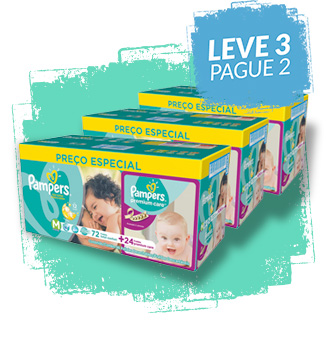 LEVE 3
PAGUE 2
PREÇO ESPECIAL
PREÇO ESPECIAL
PREÇO ESPECIAL
Pampers
Pampers
premium care
M
72
+24